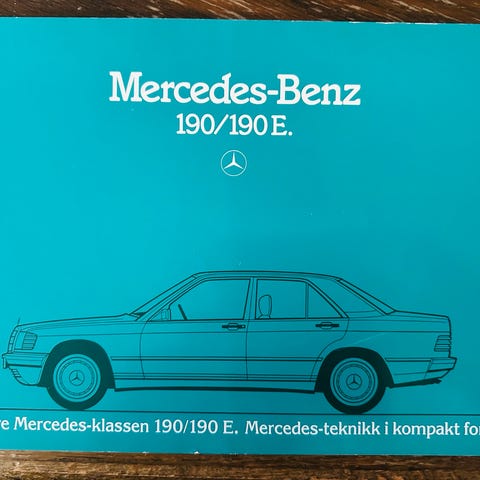 Mercedes-Benz
190/190 E.
Mercedes-klassen 190/190 E. Mercedes-teknikk i kompakt